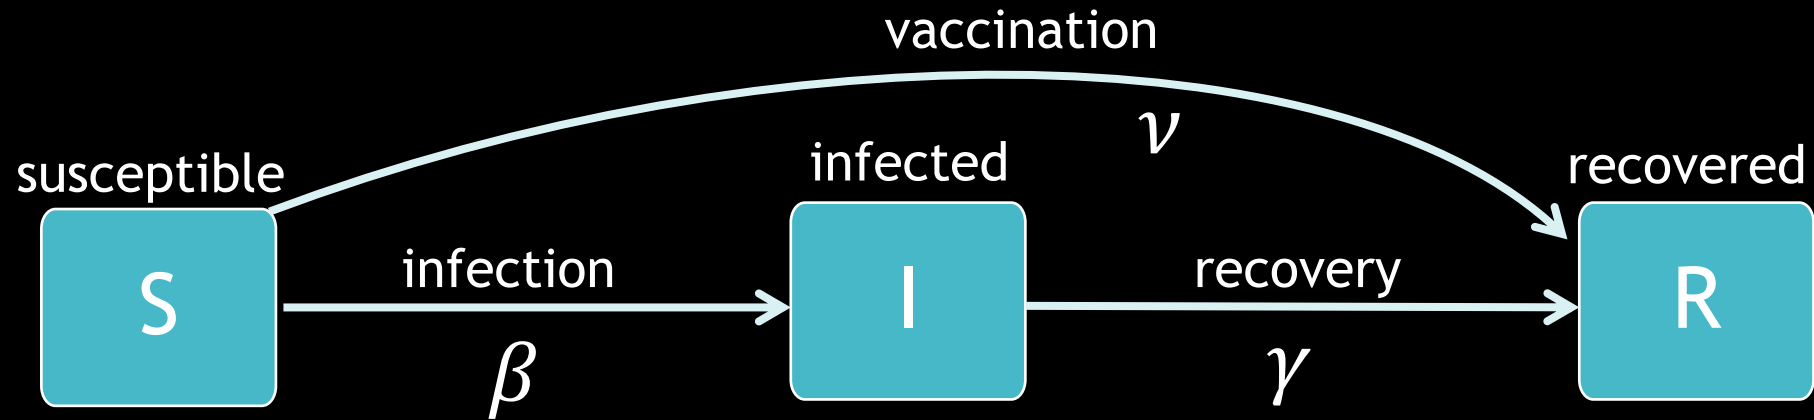 vaccination
ν
susceptible
infected
recovered
S
infection
β
I
recovery
γ
R